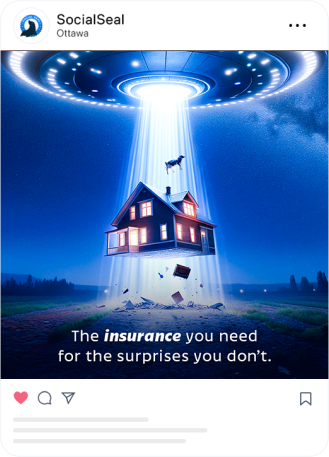 SocialSeal
Ottawa
The insurance you need
for the surprises you don't.